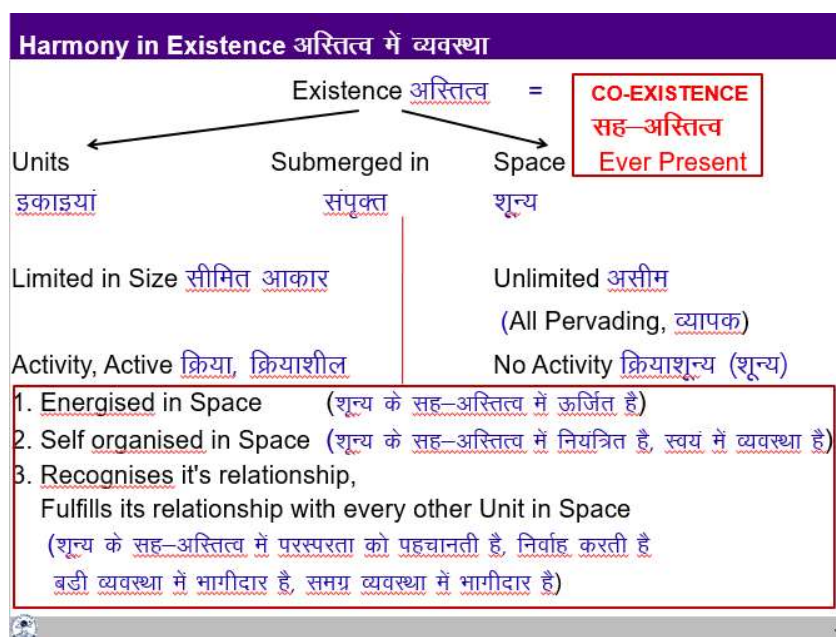 Harmony in Existence अस्तित्व में व्यवस्था
Existence अस्तित्व = CO-EXISTENCE
सह–अस्तित्व
Units Submerged in Space Ever Present
इकाइयां संपृक्त शून्य
Limited in Size सीमित आकार Unlimited असीम
(All Pervading, व्यापक)
Activity, Active क्रिया, क्रियाशील No Activity क्रियाशून्य (शून्य)
1. Energised in Space (शून्य के सह–अस्तित्व में ऊर्जित है)
2. Self organised in Space (शून्य के सह–अस्तित्व में नियंत्रित है, स्वयं में व्यवस्था है)
3. Recognises it's relationship,
Fulfills its relationship with every other Unit in Space
(शून्य के सह–अस्तित्व में परस्परता को पहचानती है, निर्वाह करती है
बडी व्यवस्था में भागीदार है, समग्र व्यवस्था में भागीदार है)